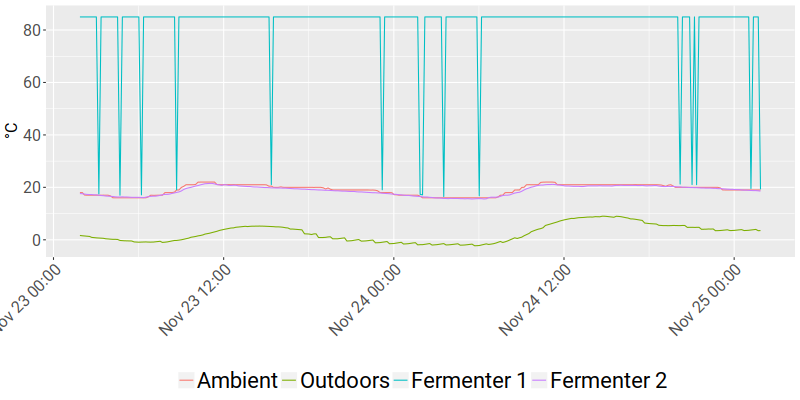 80
60
°C
40
20
0
Nov 23 00:00
Nov 23 12:00
Nov 24 00:00
Nov 24 12:00
Nov 25 00:00
Ambient Outdoors Fermenter 1 Fermenter 2